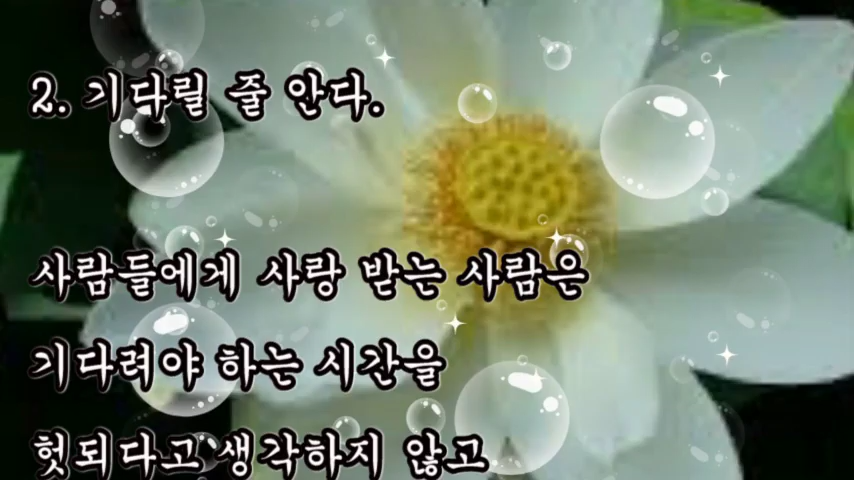 2. 기다릴 줄 안다.
사람들에게 사랑 받는 사람은
기다려야 하는 시간을
헛되다고 생각하지 않고